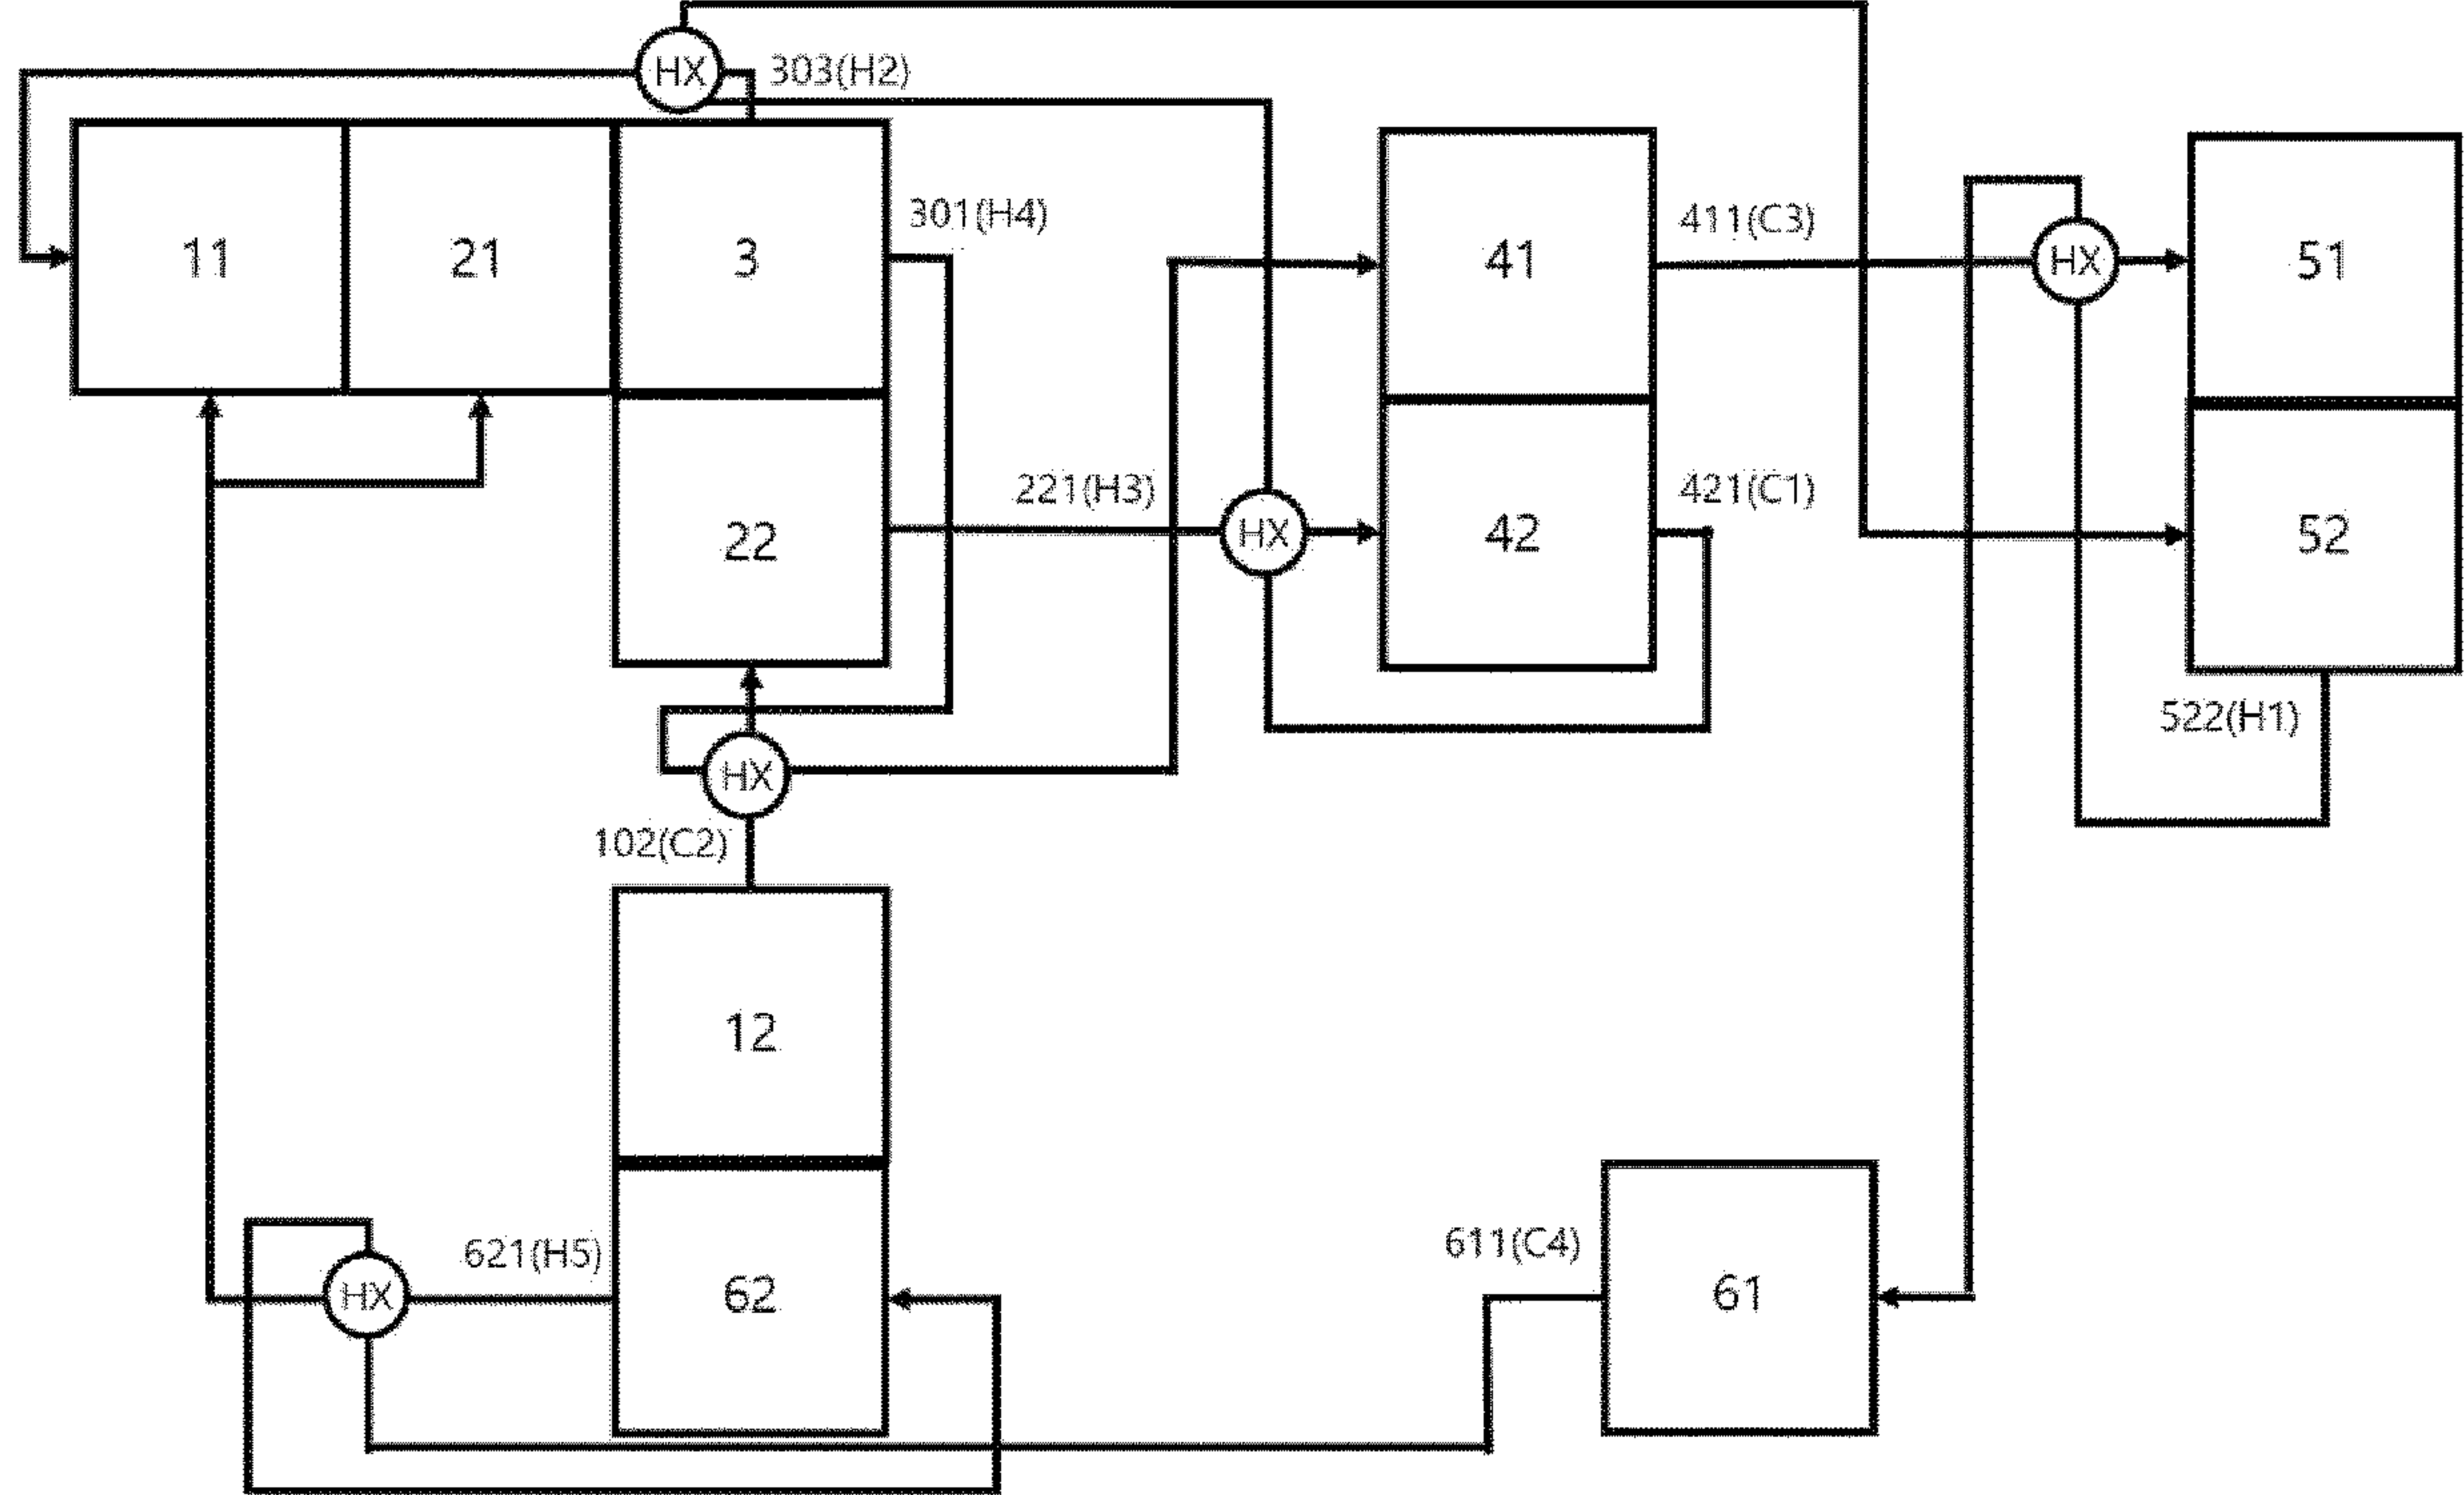 HX
303(H2)
11
21
3
301(H4)
41
411(C3)
HX
51
22
221(H3)
HX
42
421(C1)
52
522(H1)
HX
102(C2)
12
621(H5)
HX
62
611(C4)
61